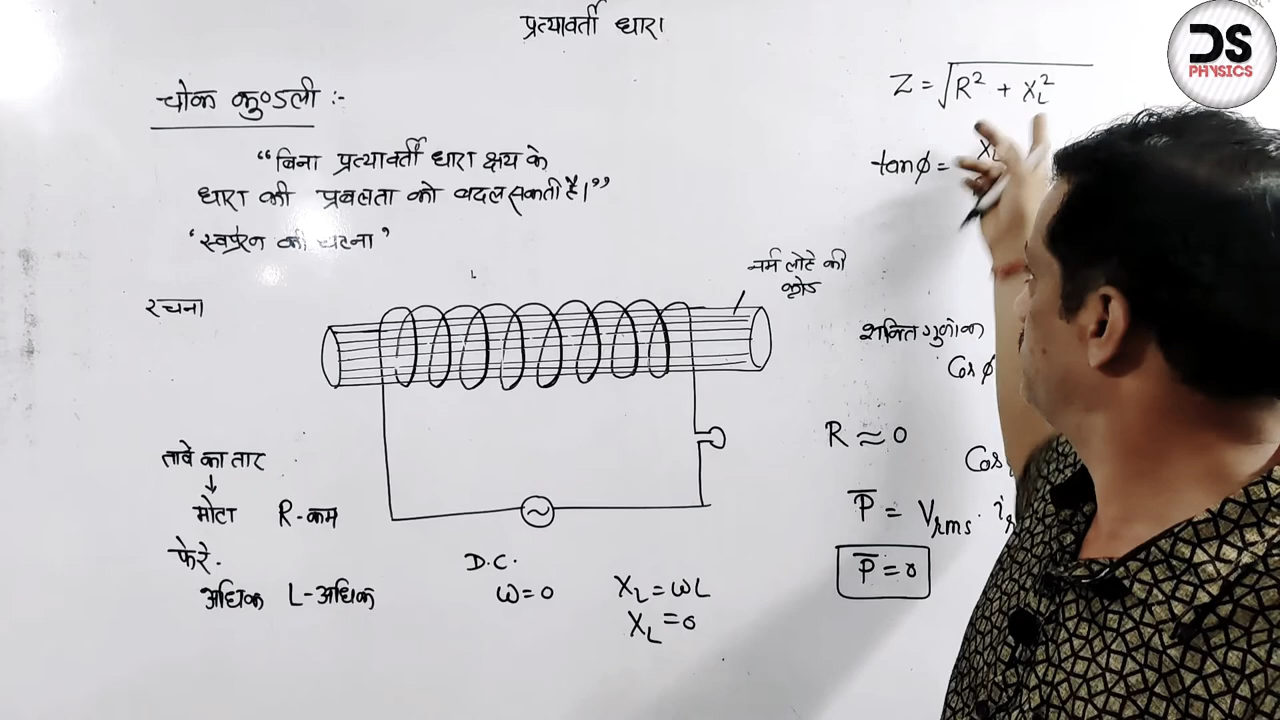 प्रत्यावर्ती धारा
DS
PHYSICS
चोक कुण्डली :-
“बिना प्रत्यावर्ती धारा क्षय के
धारा की प्रबलता को बदल सकती है।”
‘स्वप्रेरण की घटना’
Z = √R² + X_L²
tanφ = X
रचना
नर्म लोहे की
क्रोड
शक्ति गुणांक
Cos φ
R ≈ 0
Cos
P̅ = V_rms · i
P̅ = 0
तांबे का तार
↓
मोटा R - कम
फेरे -
अधिक L - अधिक
D.C.
ω = 0
X_L = ωL
X_L = 0